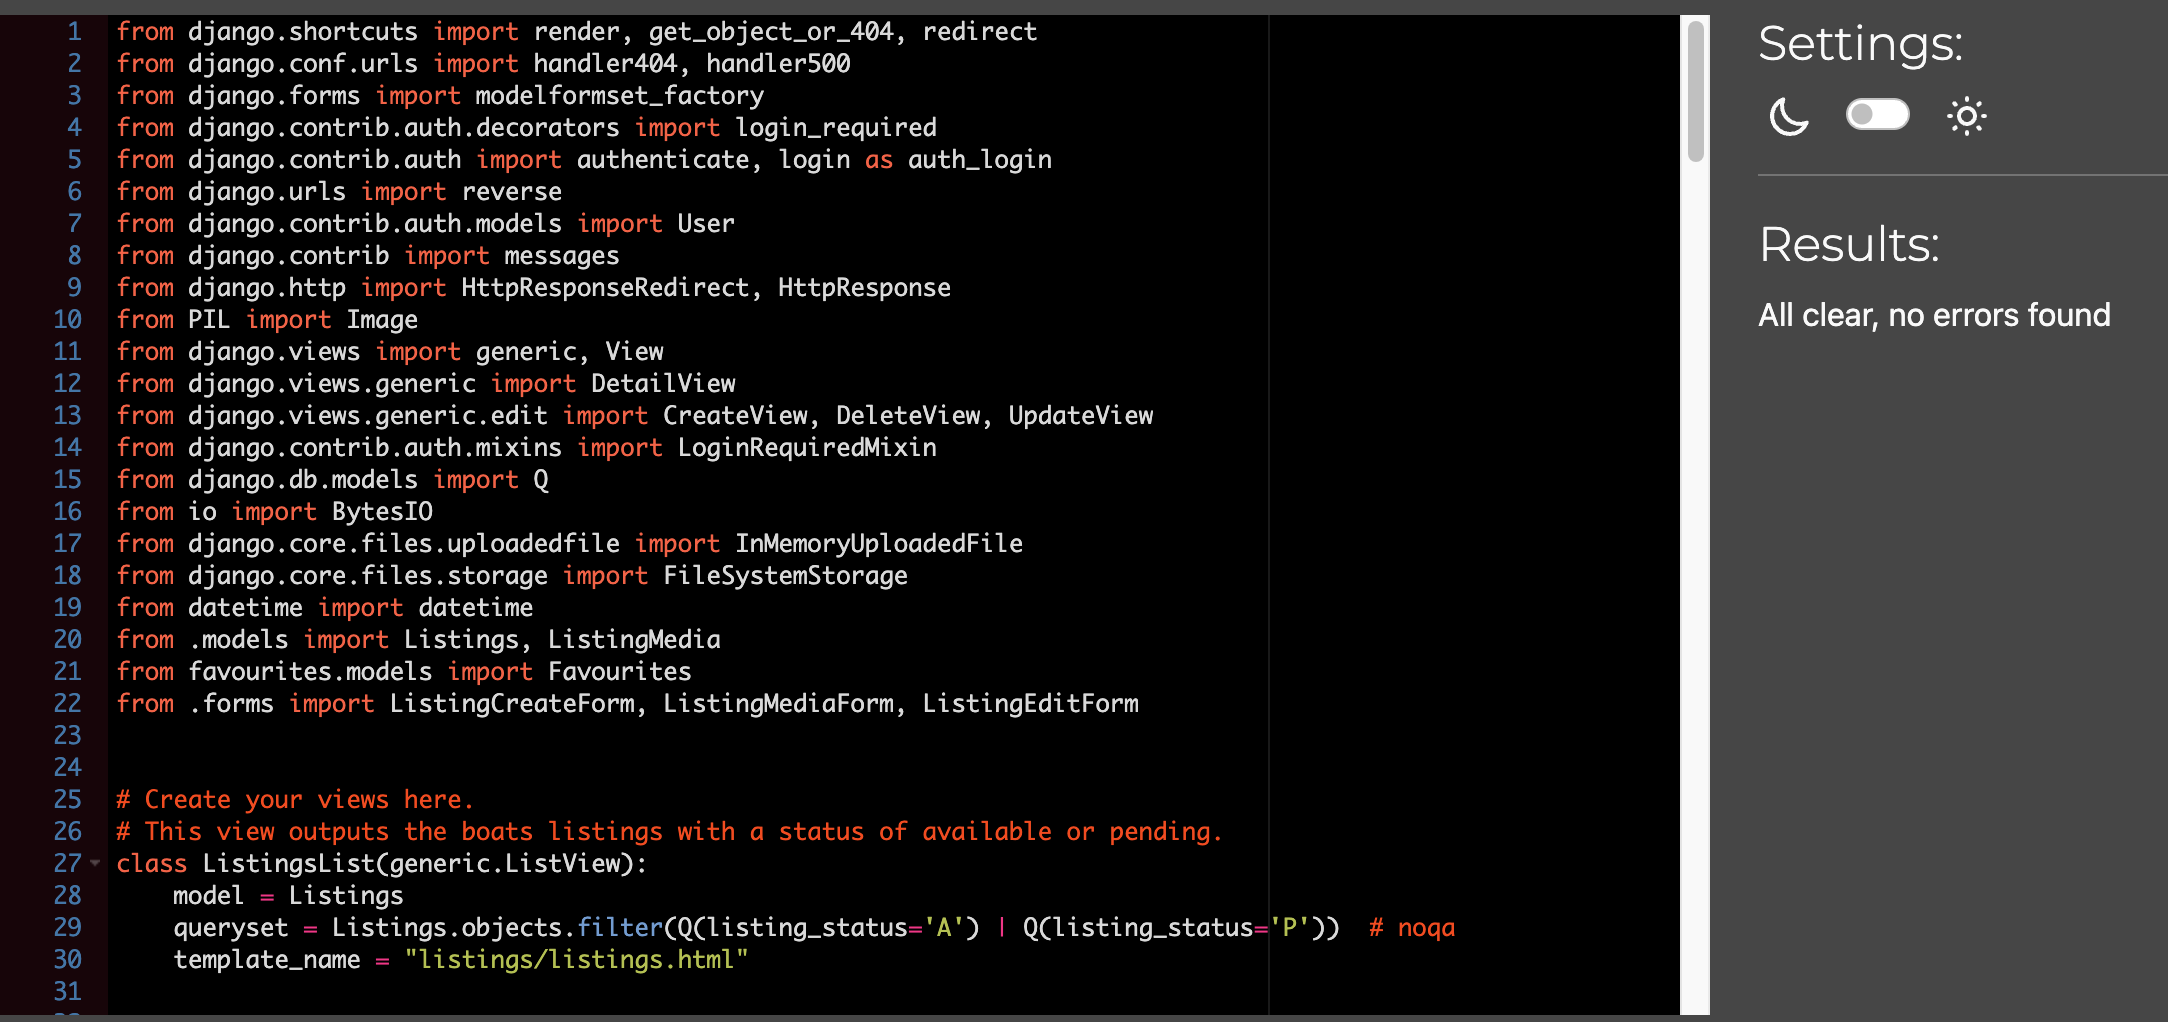 1 from django.shortcuts import render, get_object_or_404, redirect
2 from django.conf.urls import handler404, handler500
3 from django.forms import modelformset_factory
4 from django.contrib.auth.decorators import login_required
5 from django.contrib.auth import authenticate, login as auth_login
6 from django.urls import reverse
7 from django.contrib.auth.models import User
8 from django.contrib import messages
9 from django.http import HttpResponseRedirect, HttpResponse
10 from PIL import Image
11 from django.views import generic, View
12 from django.views.generic import DetailView
13 from django.views.generic.edit import CreateView, DeleteView, UpdateView
14 from django.contrib.auth.mixins import LoginRequiredMixin
15 from django.db.models import Q
16 from io import BytesIO
17 from django.core.files.uploadedfile import InMemoryUploadedFile
18 from django.core.files.storage import FileSystemStorage
19 from datetime import datetime
20 from .models import Listings, ListingMedia
21 from favourites.models import Favourites
22 from .forms import ListingCreateForm, ListingMediaForm, ListingEditForm
23
24
25 # Create your views here.
26 # This view outputs the boats listings with a status of available or pending.
27 class ListingsList(generic.ListView):
28     model = Listings
29     queryset = Listings.objects.filter(Q(listing_status='A') | Q(listing_status='P'))  # noqa
30     template_name = "listings/listings.html"
31
Settings:
Results:
All clear, no errors found